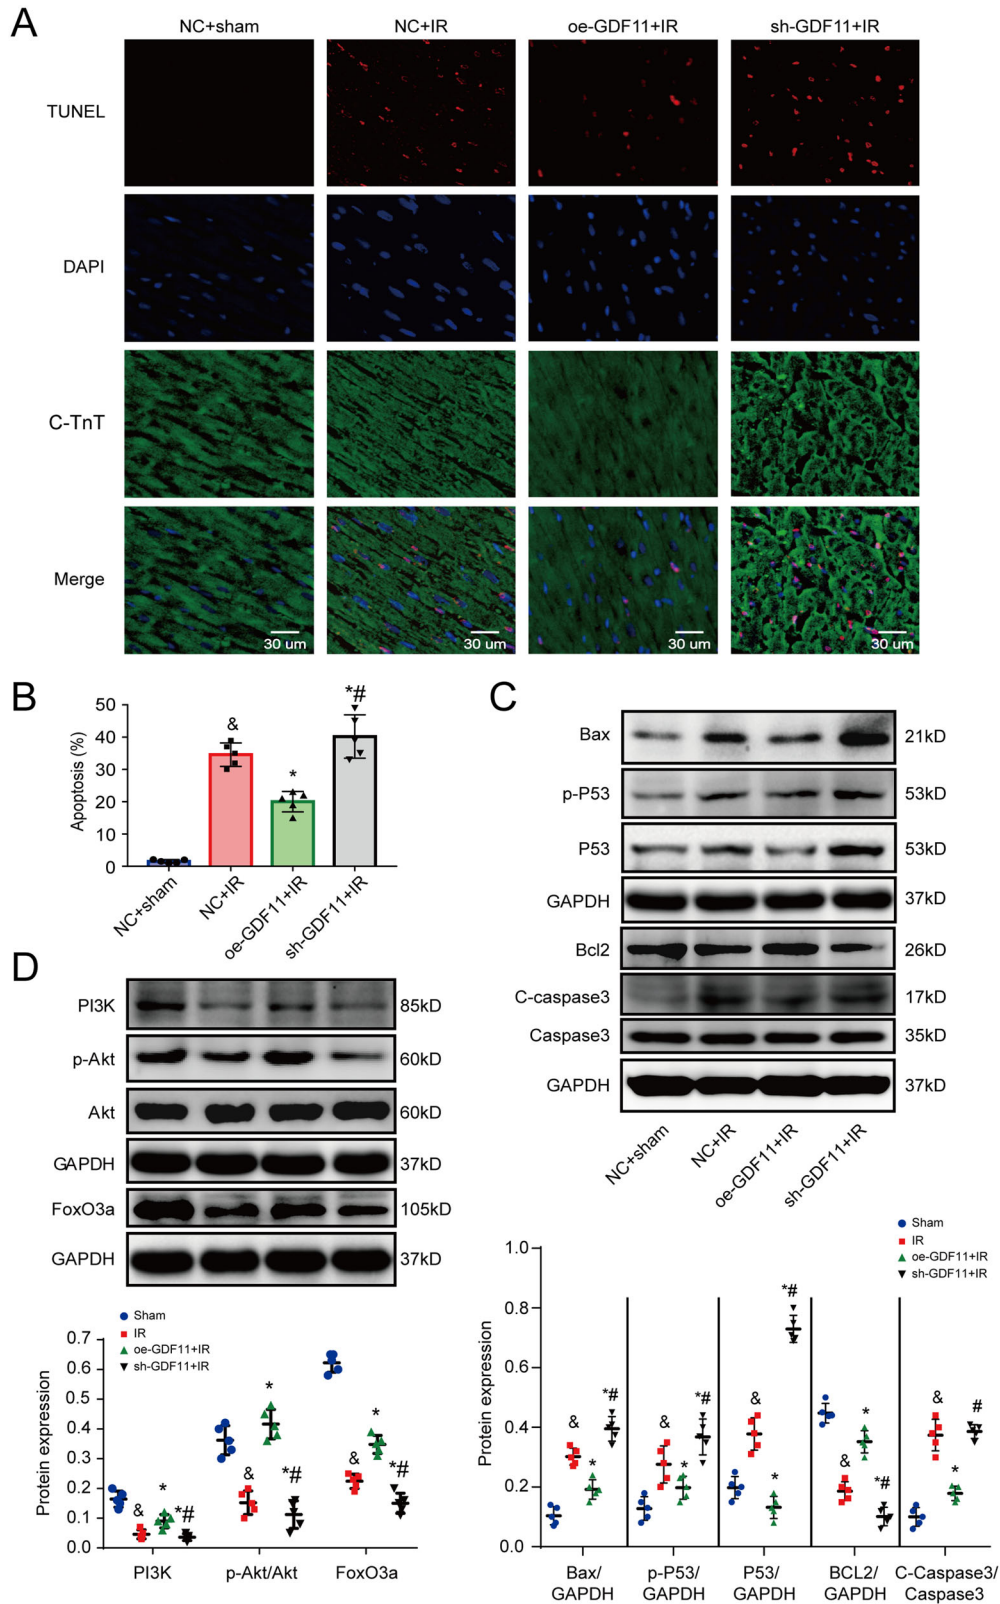 A
NC+sham NC+IR oe-GDF11+IR sh-GDF11+IR
TUNEL
DAPI
C-TnT
Merge
30 um 30 um 30 um 30 um
B
50
40
30
20
10
0
Apoptosis (%)
&
*
*#
NC+sham NC+IR oe-GDF11+IR sh-GDF11+IR
C
Bax 21kD
p-P53 53kD
P53 53kD
GAPDH 37kD
Bcl2 26kD
C-caspase3 17kD
Caspase3 35kD
GAPDH 37kD
NC+sham NC+IR oe-GDF11+IR sh-GDF11+IR
D
PI3K 85kD
p-Akt 60kD
Akt 60kD
GAPDH 37kD
FoxO3a 105kD
GAPDH 37kD
Sham
IR
oe-GDF11+IR
sh-GDF11+IR
0.7
0.6
0.5
0.4
0.3
0.2
0.1
0.0
Protein expression
& * *#
& * *#
& * *#
PI3K p-Akt/Akt FoxO3a
Sham
IR
oe-GDF11+IR
sh-GDF11+IR
1.0
0.8
0.6
0.4
0.2
0.0
Protein expression
& * *#
& * *#
& * *#
& * *#
& * #
Bax/ p-P53/ P53/ BCL2/ C-Caspase3/
GAPDH GAPDH GAPDH GAPDH Caspase3